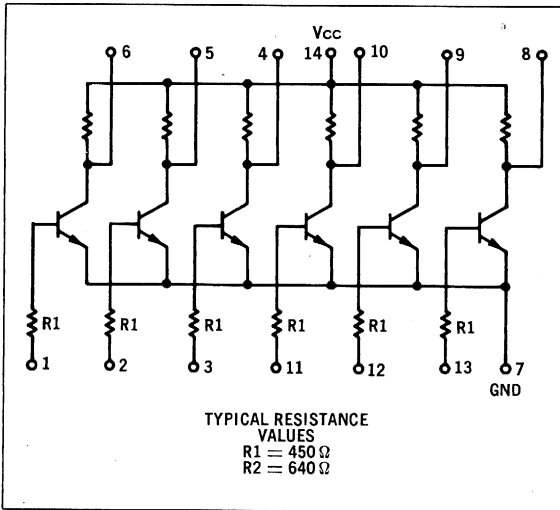 Vcc
6 5 4 14 10 9 8
R1 R1 R1 R1 R1 R1
1 2 3 11 12 13 7
GND
TYPICAL RESISTANCE
VALUES
R1 = 450 Ω
R2 = 640 Ω